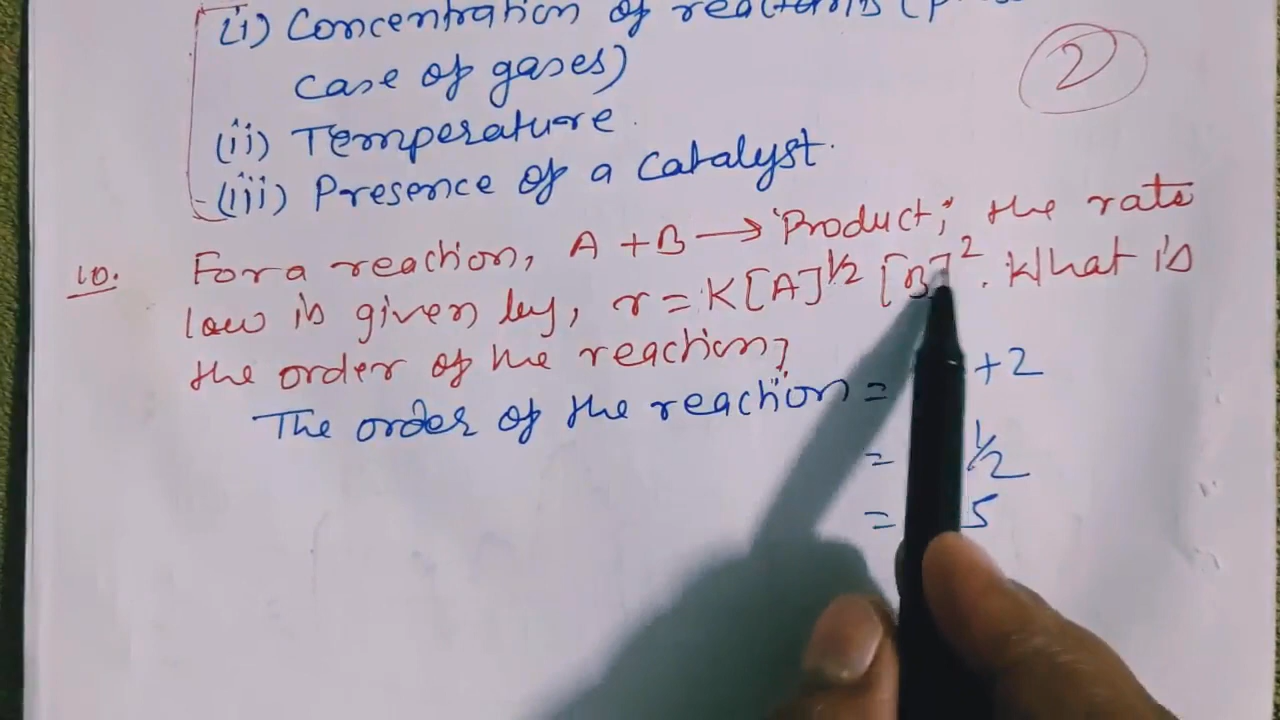 (i) Concentration of reactants (
case of gases)
(ii) Temperature.
(iii) Presence of a catalyst.
2
10. For a reaction, A + B → 'Product', the rate
law is given by, r = K[A]^1/2 [B]^2. What is
the order of the reaction?
The order of the reaction = +2
= 1/2
= 5